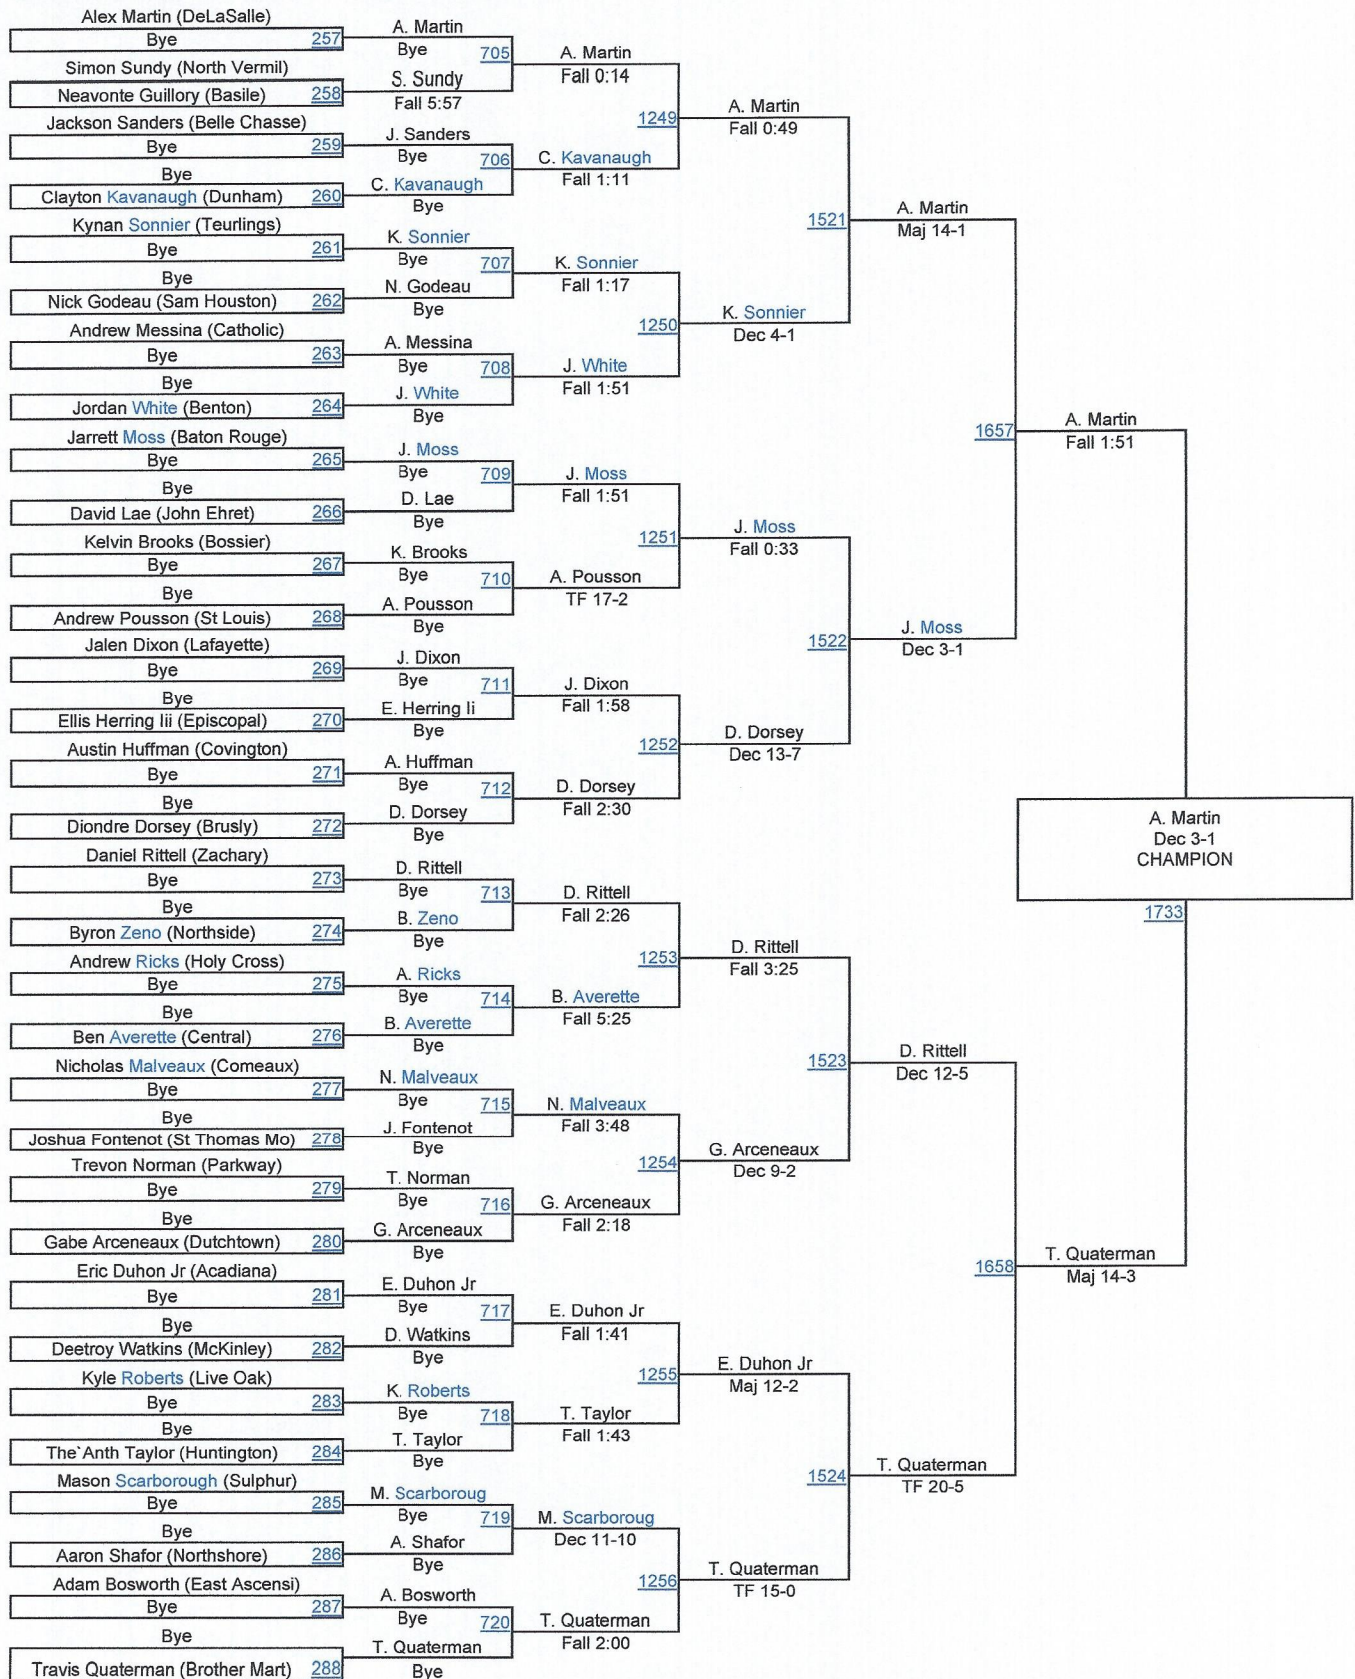 Alex Martin (DeLaSalle)
Bye 257
Simon Sundy (North Vermil)
Neavonte Guillory (Basile) 258
Jackson Sanders (Belle Chasse)
Bye 259
Bye
Clayton Kavanaugh (Dunham) 260
Kynan Sonnier (Teurlings)
Bye 261
Bye
Nick Godeau (Sam Houston) 262
Andrew Messina (Catholic)
Bye 263
Bye
Jordan White (Benton) 264
Jarrett Moss (Baton Rouge)
Bye 265
Bye
David Lae (John Ehret) 266
Kelvin Brooks (Bossier)
Bye 267
Bye
Andrew Pousson (St Louis) 268
Jalen Dixon (Lafayette)
Bye 269
Bye
Ellis Herring Iii (Episcopal) 270
Austin Huffman (Covington)
Bye 271
Bye
Diondre Dorsey (Brusly) 272
Daniel Rittell (Zachary)
Bye 273
Bye
Byron Zeno (Northside) 274
Andrew Ricks (Holy Cross)
Bye 275
Bye
Ben Averette (Central) 276
Nicholas Malveaux (Comeaux)
Bye 277
Bye
Joshua Fontenot (St Thomas Mo) 278
Trevon Norman (Parkway)
Bye 279
Bye
Gabe Arceneaux (Dutchtown) 280
Eric Duhon Jr (Acadiana)
Bye 281
Bye
Deetroy Watkins (McKinley) 282
Kyle Roberts (Live Oak)
Bye 283
Bye
The`Anth Taylor (Huntington) 284
Mason Scarborough (Sulphur)
Bye 285
Bye
Aaron Shafor (Northshore) 286
Adam Bosworth (East Ascensi)
Bye 287
Bye
Travis Quaterman (Brother Mart) 288
A. Martin
Bye 705
S. Sundy
Fall 5:57
J. Sanders
Bye 706
C. Kavanaugh
Bye
K. Sonnier
Bye 707
N. Godeau
Bye
A. Messina
Bye 708
J. White
Bye
J. Moss
Bye 709
D. Lae
Bye
K. Brooks
Bye 710
A. Pousson
Bye
J. Dixon
Bye 711
E. Herring Ii
Bye
A. Huffman
Bye 712
D. Dorsey
Bye
D. Rittell
Bye 713
B. Zeno
Bye
A. Ricks
Bye 714
B. Averette
Bye
N. Malveaux
Bye 715
J. Fontenot
Bye
T. Norman
Bye 716
G. Arceneaux
Bye
E. Duhon Jr
Bye 717
D. Watkins
Bye
K. Roberts
Bye 718
T. Taylor
Bye
M. Scarboroug
Bye 719
A. Shafor
Bye
A. Bosworth
Bye 720
T. Quaterman
Bye
A. Martin
Fall 0:14
1249
C. Kavanaugh
Fall 1:11
K. Sonnier
Fall 1:17
1250
J. White
Fall 1:51
J. Moss
Fall 1:51
1251
A. Pousson
TF 17-2
J. Dixon
Fall 1:58
1252
D. Dorsey
Fall 2:30
D. Rittell
Fall 2:26
1253
B. Averette
Fall 5:25
N. Malveaux
Fall 3:48
1254
G. Arceneaux
Fall 2:18
E. Duhon Jr
Fall 1:41
1255
T. Taylor
Fall 1:43
M. Scarboroug
Dec 11-10
1256
T. Quaterman
Fall 2:00
A. Martin
Fall 0:49
1521
K. Sonnier
Dec 4-1
J. Moss
Fall 0:33
1522
D. Dorsey
Dec 13-7
D. Rittell
Fall 3:25
1523
G. Arceneaux
Dec 9-2
E. Duhon Jr
Maj 12-2
1524
T. Quaterman
TF 15-0
A. Martin
Maj 14-1
1657
J. Moss
Dec 3-1
D. Rittell
Dec 12-5
1658
T. Quaterman
TF 20-5
A. Martin
Fall 1:51
T. Quaterman
Maj 14-3
A. Martin
Dec 3-1
CHAMPION
1733